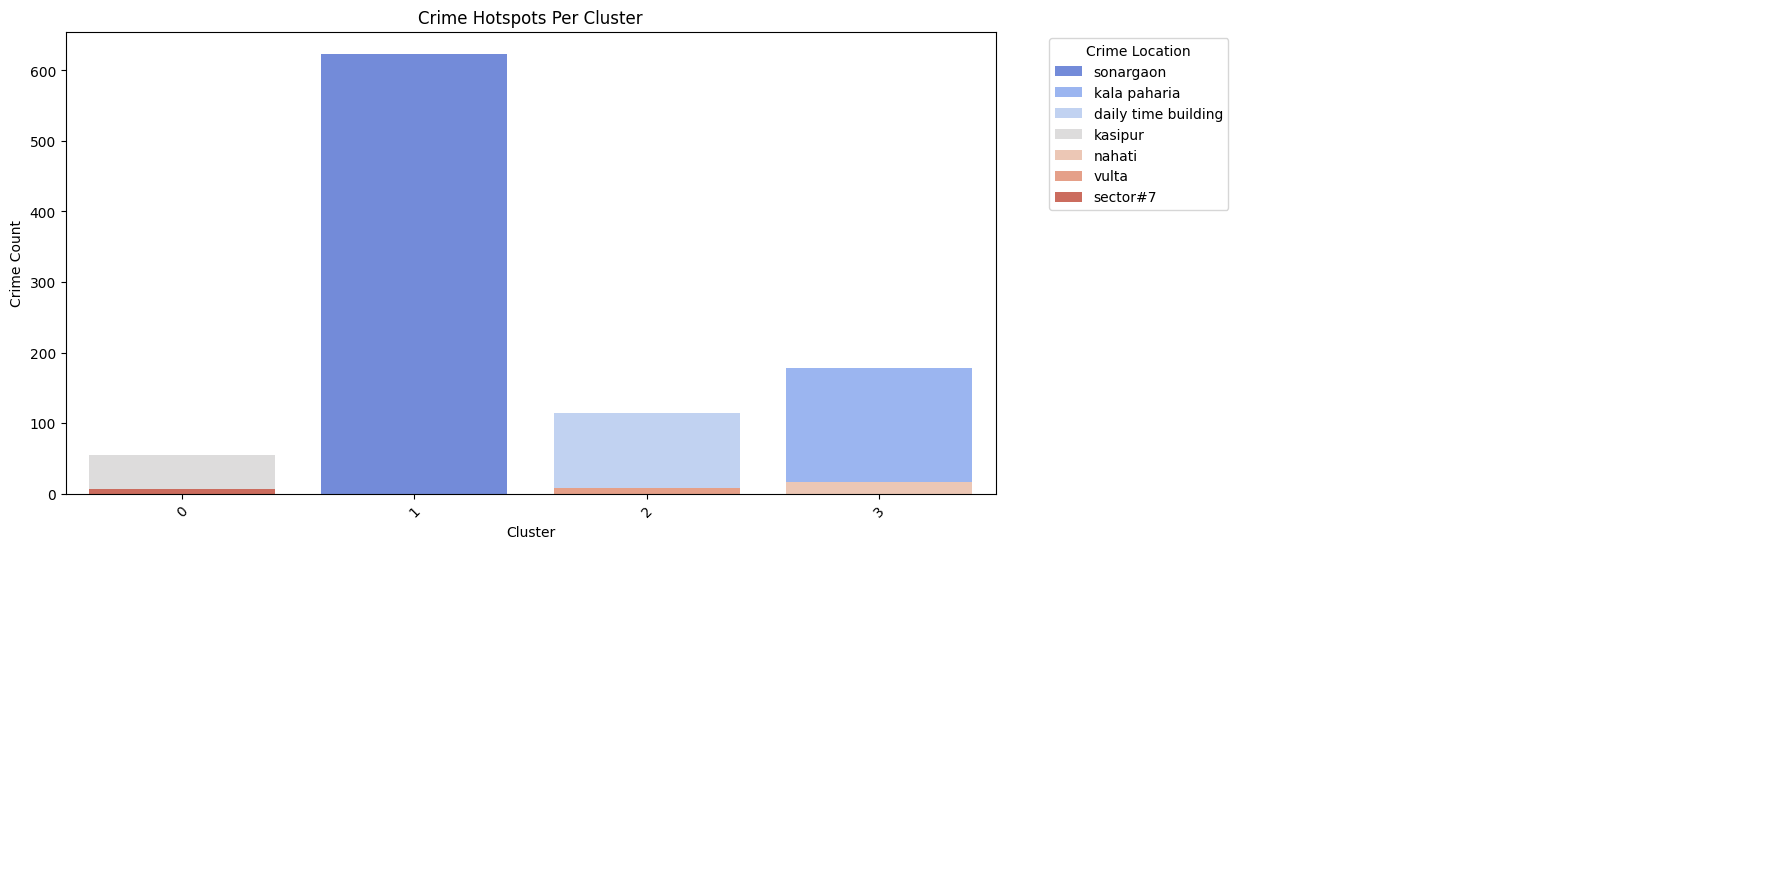 Crime Hotspots Per Cluster
Crime Count
600
500
400
300
200
100
0
0
1
2
3
Cluster
Crime Location
sonargaon
kala paharia
daily time building
kasipur
nahati
vulta
sector#7